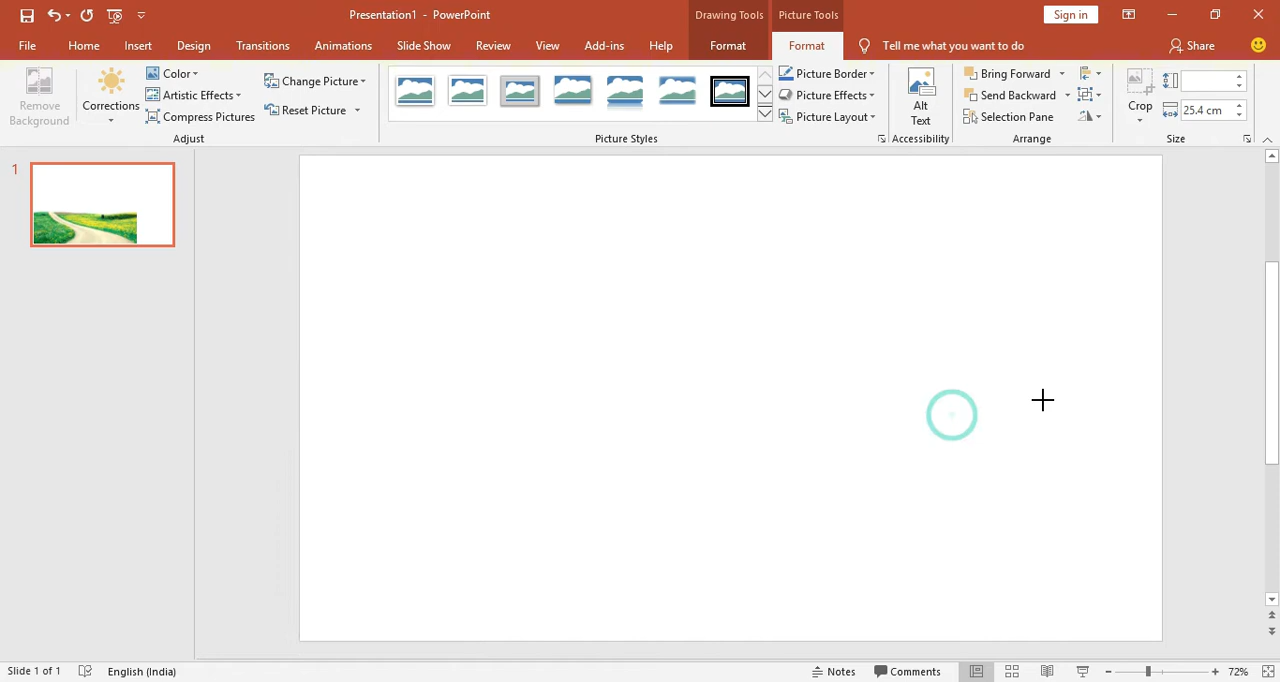 Presentation1 - PowerPoint
Drawing Tools
Picture Tools
Sign in
File
Home
Insert
Design
Transitions
Animations
Slide Show
Review
View
Add-ins
Help
Format
Format
Tell me what you want to do
Share
Remove Background
Corrections
Color
Artistic Effects
Compress Pictures
Change Picture
Reset Picture
Adjust
Picture Styles
Picture Border
Picture Effects
Picture Layout
Alt Text
Accessibility
Bring Forward
Send Backward
Selection Pane
Arrange
Crop
25.4 cm
Size
1
Slide 1 of 1
English (India)
Notes
Comments
72%